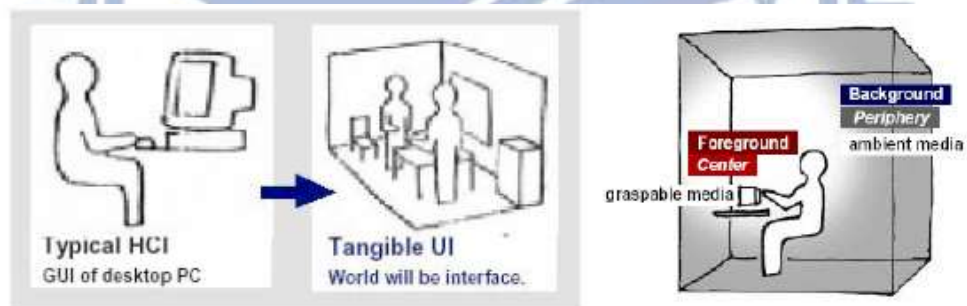 Typical HCI
GUI of desktop PC
Tangible UI
World will be interface.
Foreground
Center
graspable media
Background
Periphery
ambient media